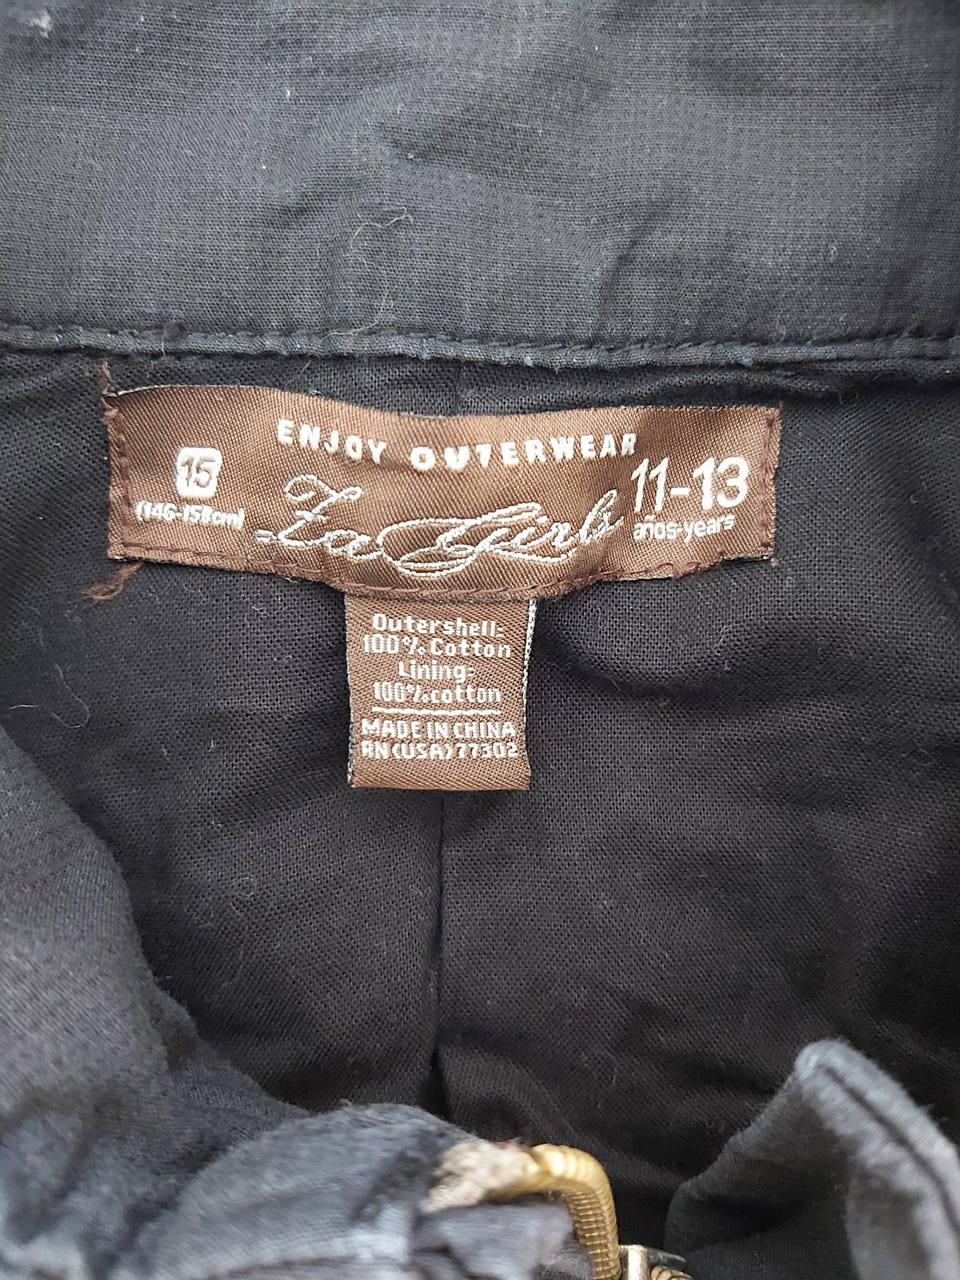 ENJOY OUTERWEAR
15
(146-158cm)
Za Girls
11-13
años-years
Outershell:
100% Cotton
Lining:
100% cotton
MADE IN CHINA
RN(USA)77302